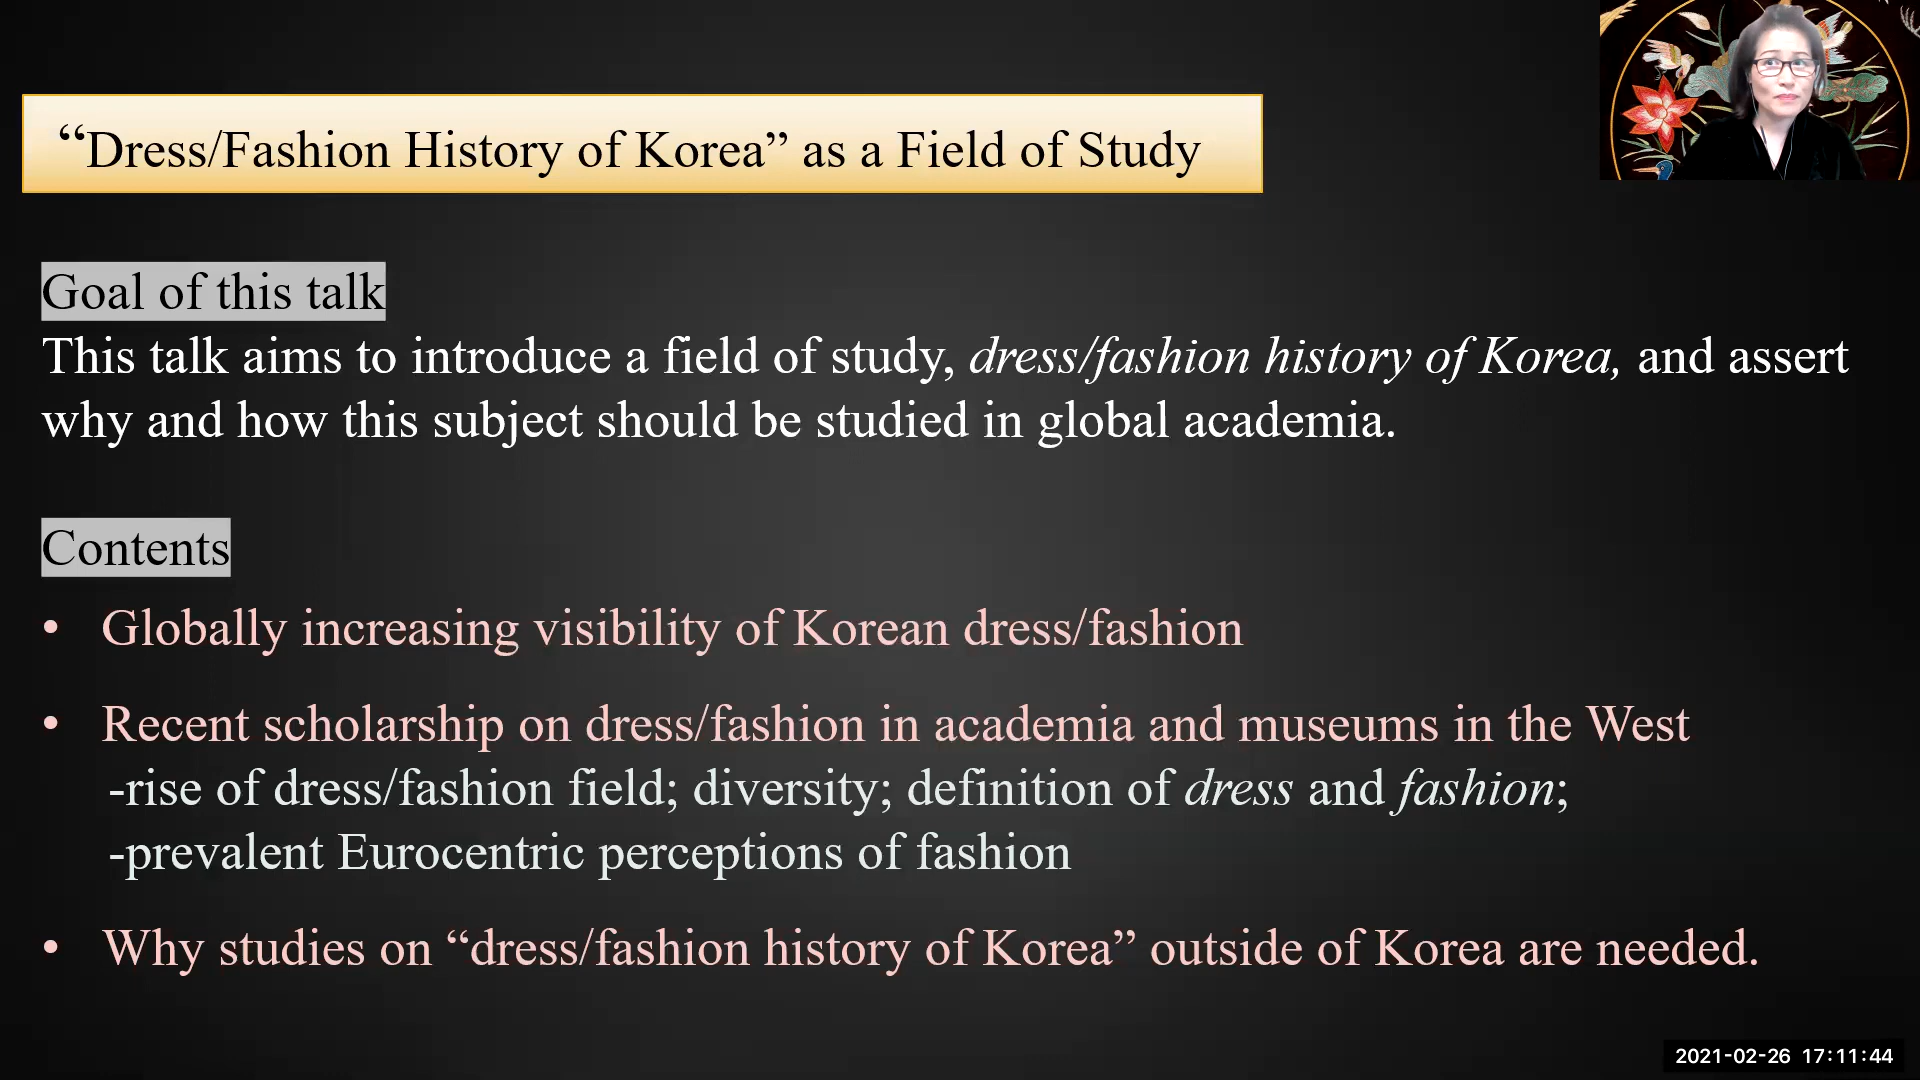 “Dress/Fashion History of Korea” as a Field of Study
Goal of this talk
This talk aims to introduce a field of study, dress/fashion history of Korea, and assert
why and how this subject should be studied in global academia.
Contents
• Globally increasing visibility of Korean dress/fashion
• Recent scholarship on dress/fashion in academia and museums in the West
-rise of dress/fashion field; diversity; definition of dress and fashion;
-prevalent Eurocentric perceptions of fashion
• Why studies on “dress/fashion history of Korea” outside of Korea are needed.
2021-02-26 17:11:44